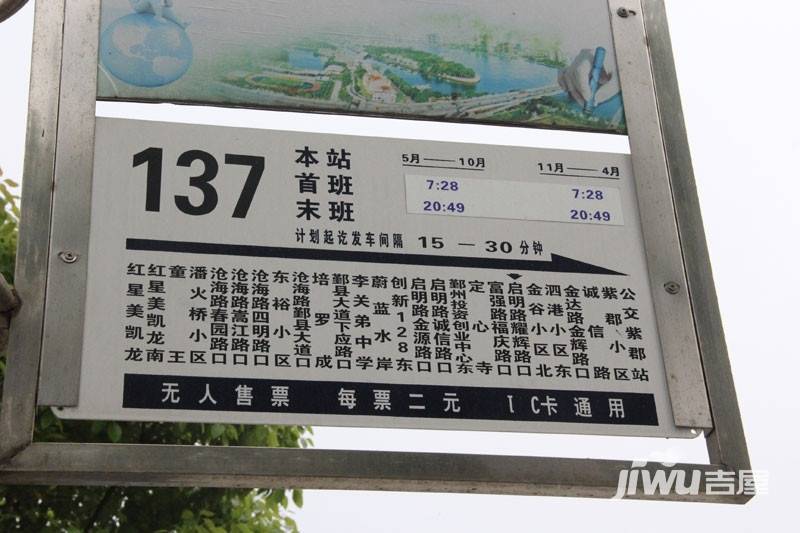 137
本站 5月——10月 11月——4月
首班 7:28 7:28
末班 20:49 20:49
计划起讫发车间隔 15 — 30分钟
红星美凯龙
红星美凯龙南
童王
潘火桥小区
沧海路春园路口
沧海路嵩江路口
沧海路四明路口
东裕小区
沧海路鄞县大道口
培罗成
鄞县大道下应路口
李关弟中学
蔚蓝水岸
创新128东
启明路金源路口
启明路诚信路口
鄞州投资创业中心东
定心寺
富强路福庆路口
启明路耀辉路口
金谷小区北
泗港小区东
金达路金辉路口
诚信路
紫郡小区
公交紫郡站
无人售票 每票二元 IC卡通用
JIWU吉屋